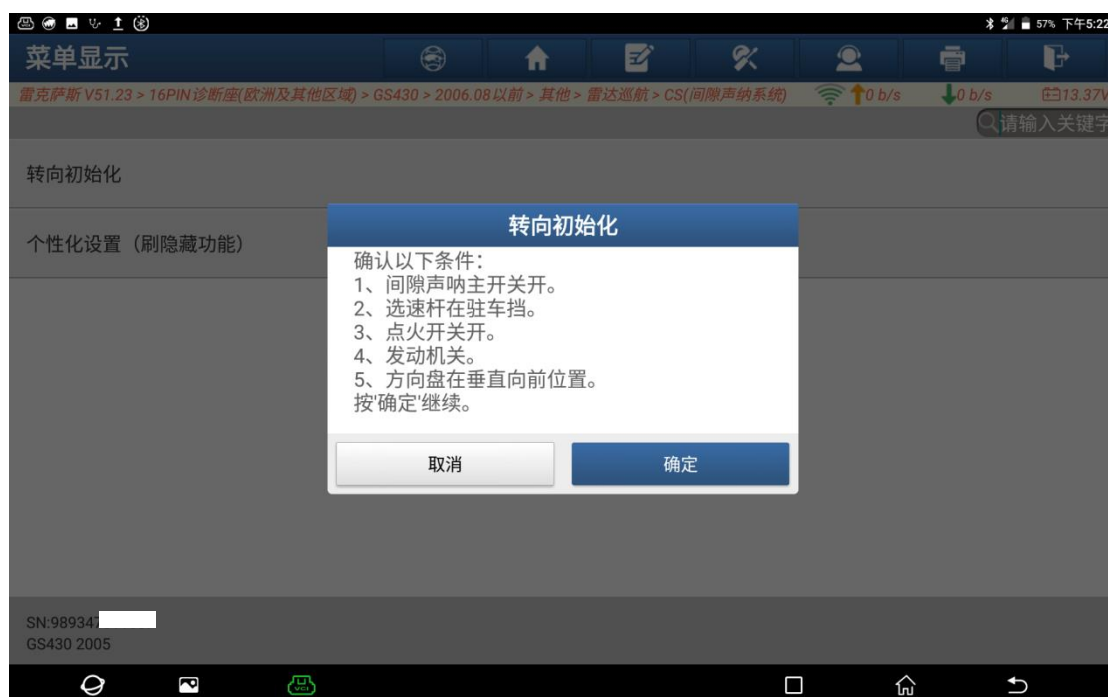 57% 下午5:22
菜单显示
雷克萨斯 V51.23 > 16PIN诊断座(欧洲及其他区域) > GS430 > 2006.08以前 > 其他 > 雷达巡航 > CS(间隙声纳系统) 0 b/s 0 b/s 13.37V
请输入关键字
转向初始化
个性化设置（刷隐藏功能）
转向初始化
确认以下条件：
1、间隙声呐主开关开。
2、选速杆在驻车挡。
3、点火开关开。
4、发动机关。
5、方向盘在垂直向前位置。
按'确定'继续。
取消 确定
SN:989347
GS430 2005
VCI